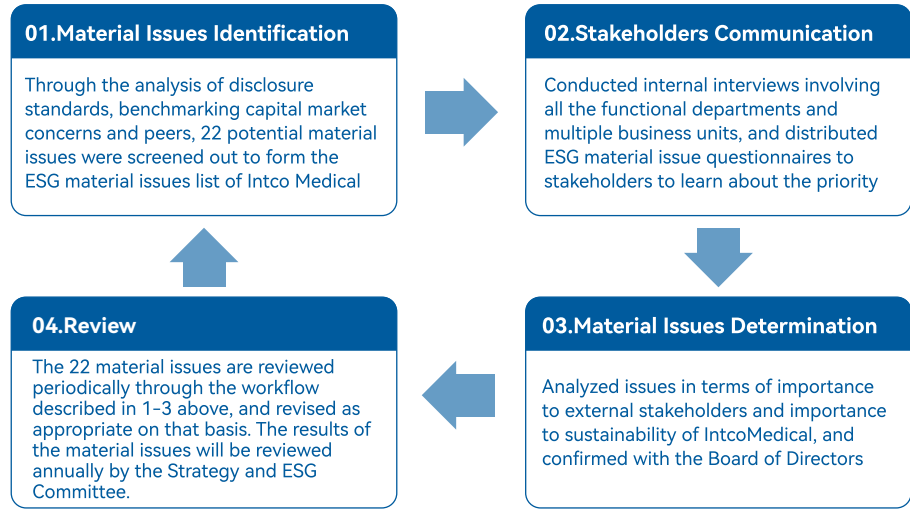 01.Material Issues Identification
Through the analysis of disclosure
standards, benchmarking capital market
concerns and peers, 22 potential material
issues were screened out to form the
ESG material issues list of Intco Medical
02.Stakeholders Communication
Conducted internal interviews involving
all the functional departments and
multiple business units, and distributed
ESG material issue questionnaires to
stakeholders to learn about the priority
03.Material Issues Determination
Analyzed issues in terms of importance
to external stakeholders and importance
to sustainability of IntcoMedical, and
confirmed with the Board of Directors
04.Review
The 22 material issues are reviewed
periodically through the workflow
described in 1-3 above, and revised as
appropriate on that basis. The results of
the material issues will be reviewed
annually by the Strategy and ESG
Committee.